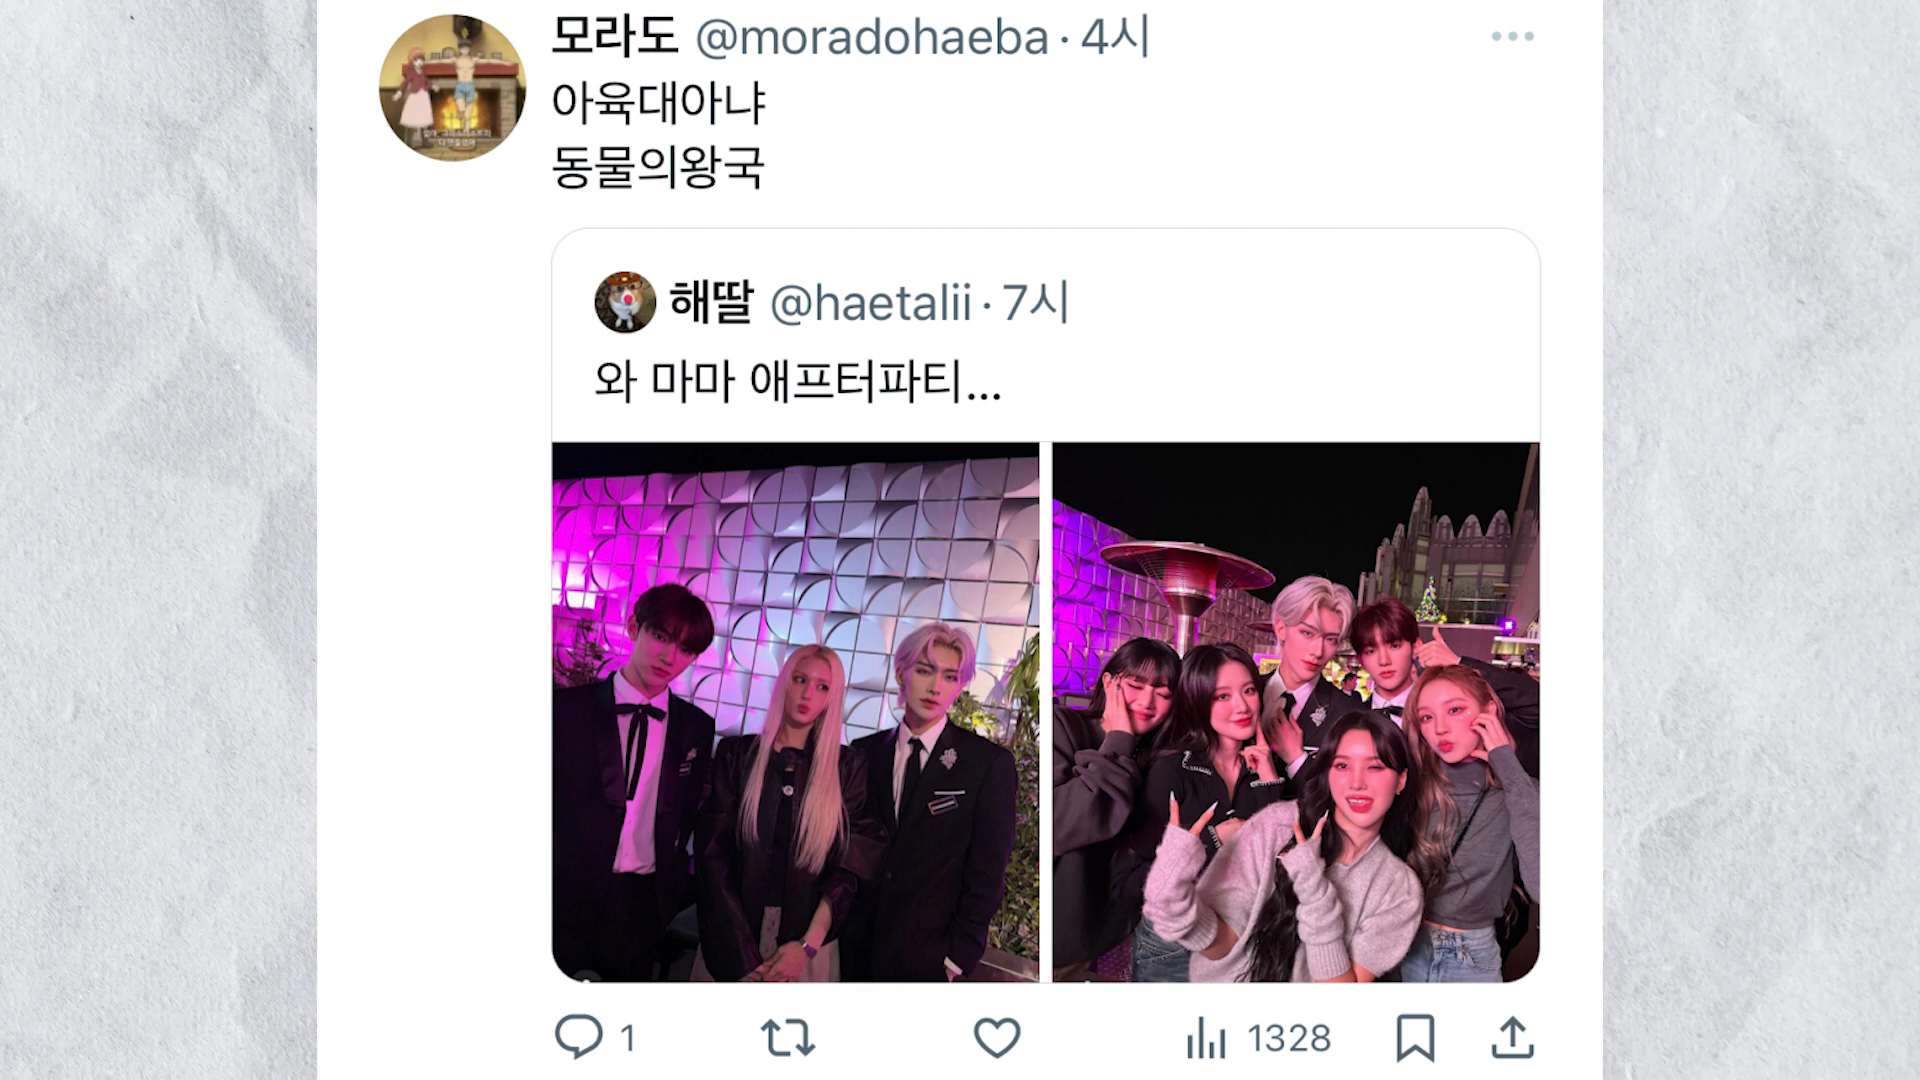 모라도 @moradohaeba · 4시
아육대아냐
동물의왕국
해딸 @haetalii · 7시
와 마마 애프터파티...
1 1328